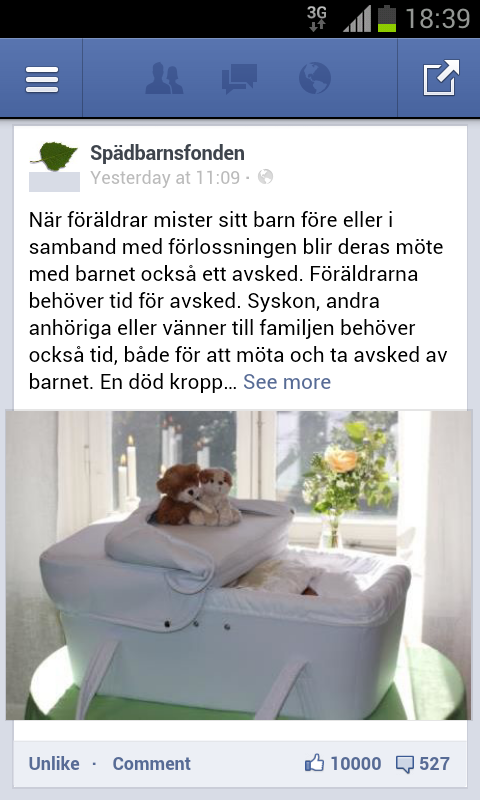 3G 18:39
Spädbarnsfonden
Yesterday at 11:09 ·
När föräldrar mister sitt barn före eller i
samband med förlossningen blir deras möte
med barnet också ett avsked. Föräldrarna
behöver tid för avsked. Syskon, andra
anhöriga eller vänner till familjen behöver
också tid, både för att möta och ta avsked av
barnet. En död kropp... See more
Unlike · Comment 10000 527